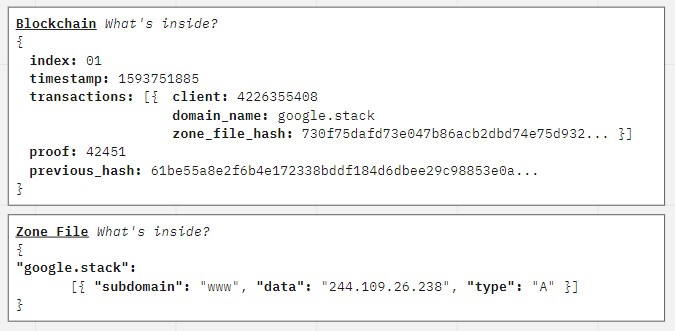 Blockchain What's inside?
{
index: 01
timestamp: 1593751885
transactions: [{ client: 4226355408
domain_name: google.stack
zone_file_hash: 730f75dafd73e047b86acb2dbd74e75d932... }]
proof: 42451
previous_hash: 61be55a8e2f6b4e172338bddf184d6dbee29c98853e0a...
}
Zone File What's inside?
{
"google.stack":
[{ "subdomain": "www", "data": "244.109.26.238", "type": "A" }]
}